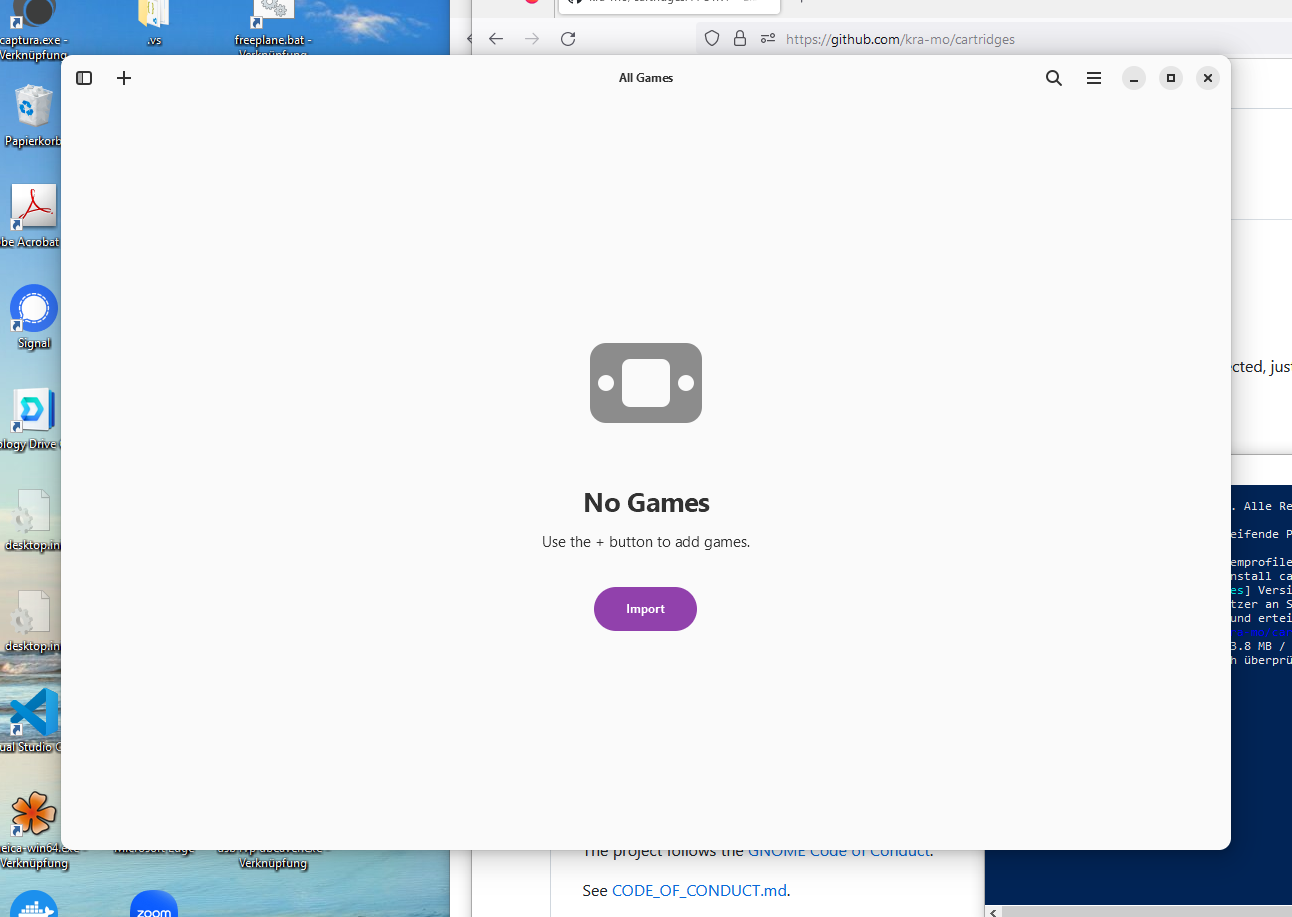 captura.exe -
Verknüpfung
.vs
freeplane.bat -
Verknüpfung
https://github.com/kra-mo/cartridges
All Games
Papierkorb
be Acrobat
Signal
ology Drive
desktop.in
desktop.in
ual Studio C
No Games
Use the + button to add games.
Import
cted, just
. Alle Re
eifende P
emprofile
nstall ca
es] Versi
tzer an S
und ertei
3.8 MB /
h überprü
eica-win64.exe -
Verknüpfung
Microsoft Edge
Verknüpfung
zoom
The project follows the GNOME Code of Conduct.
See CODE_OF_CONDUCT.md.